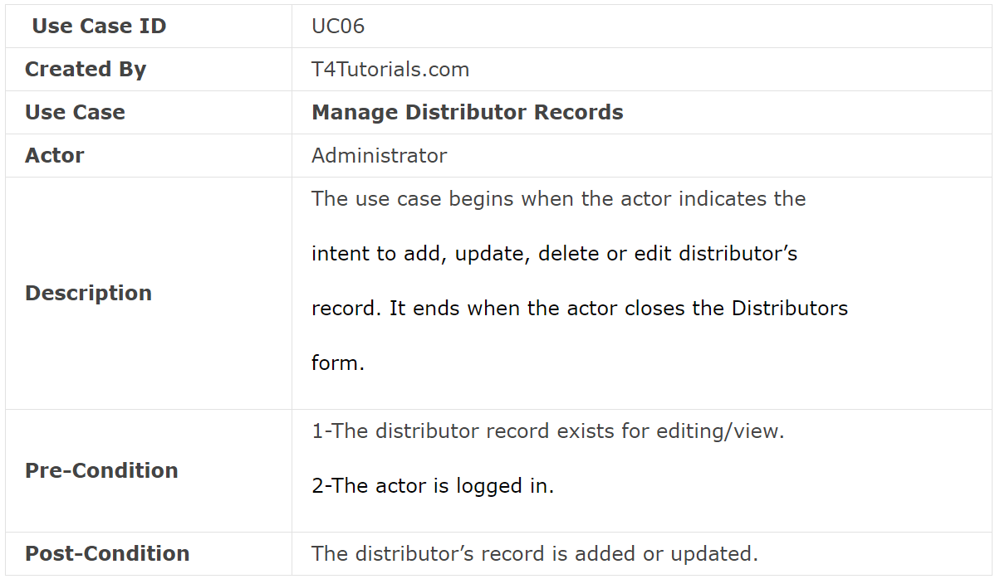 Use Case ID UC06
Created By T4Tutorials.com
Use Case Manage Distributor Records
Actor Administrator
Description
The use case begins when the actor indicates the
intent to add, update, delete or edit distributor’s
record. It ends when the actor closes the Distributors
form.
Pre-Condition
1-The distributor record exists for editing/view.
2-The actor is logged in.
Post-Condition The distributor’s record is added or updated.